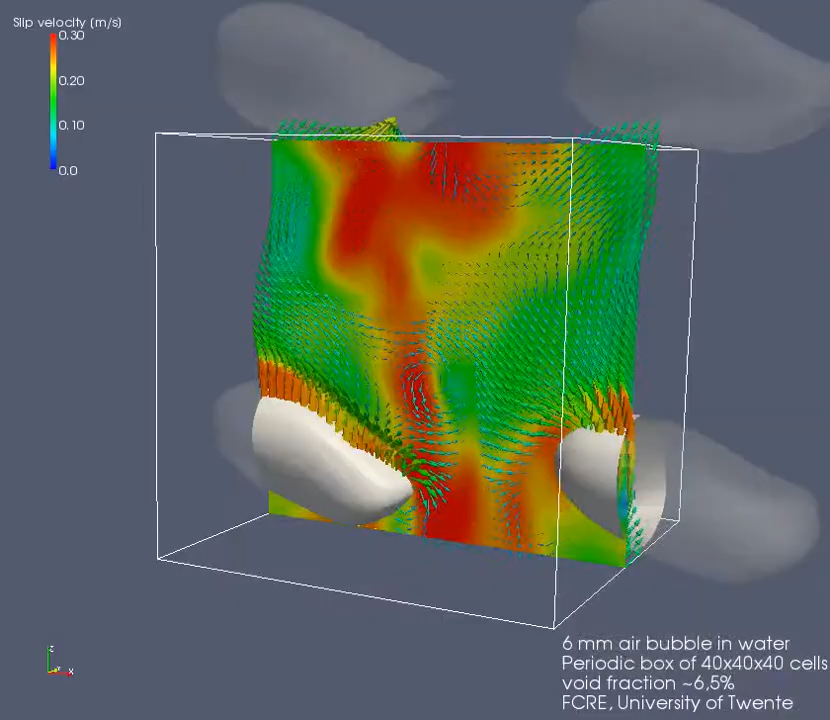 Slip velocity (m/s)
0.30
0.20
0.10
0.0
z
x
6 mm air bubble in water
Periodic box of 40x40x40 cells
void fraction ~6,5%
FCRE, University of Twente